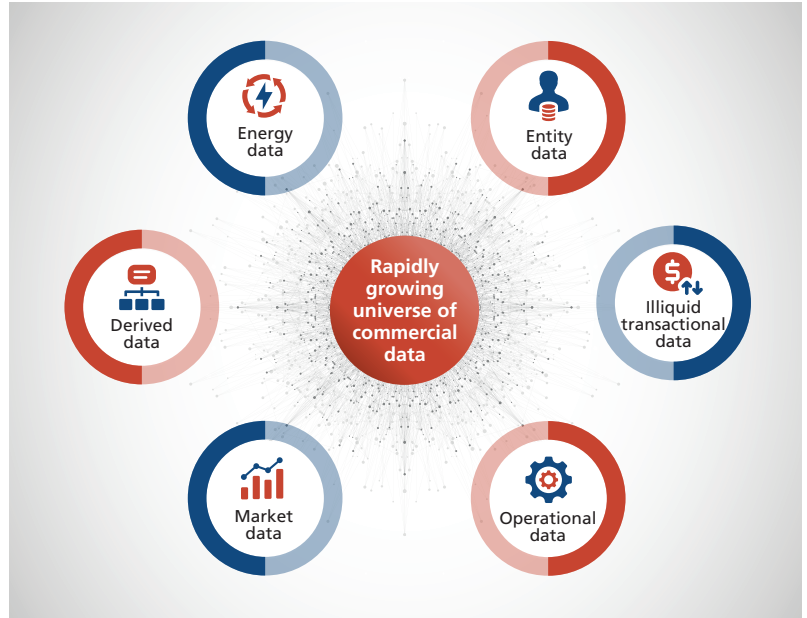 Energy
data
Entity
data
Rapidly
growing
universe of
commercial
data
Derived
data
Illiquid
transactional
data
Market
data
Operational
data